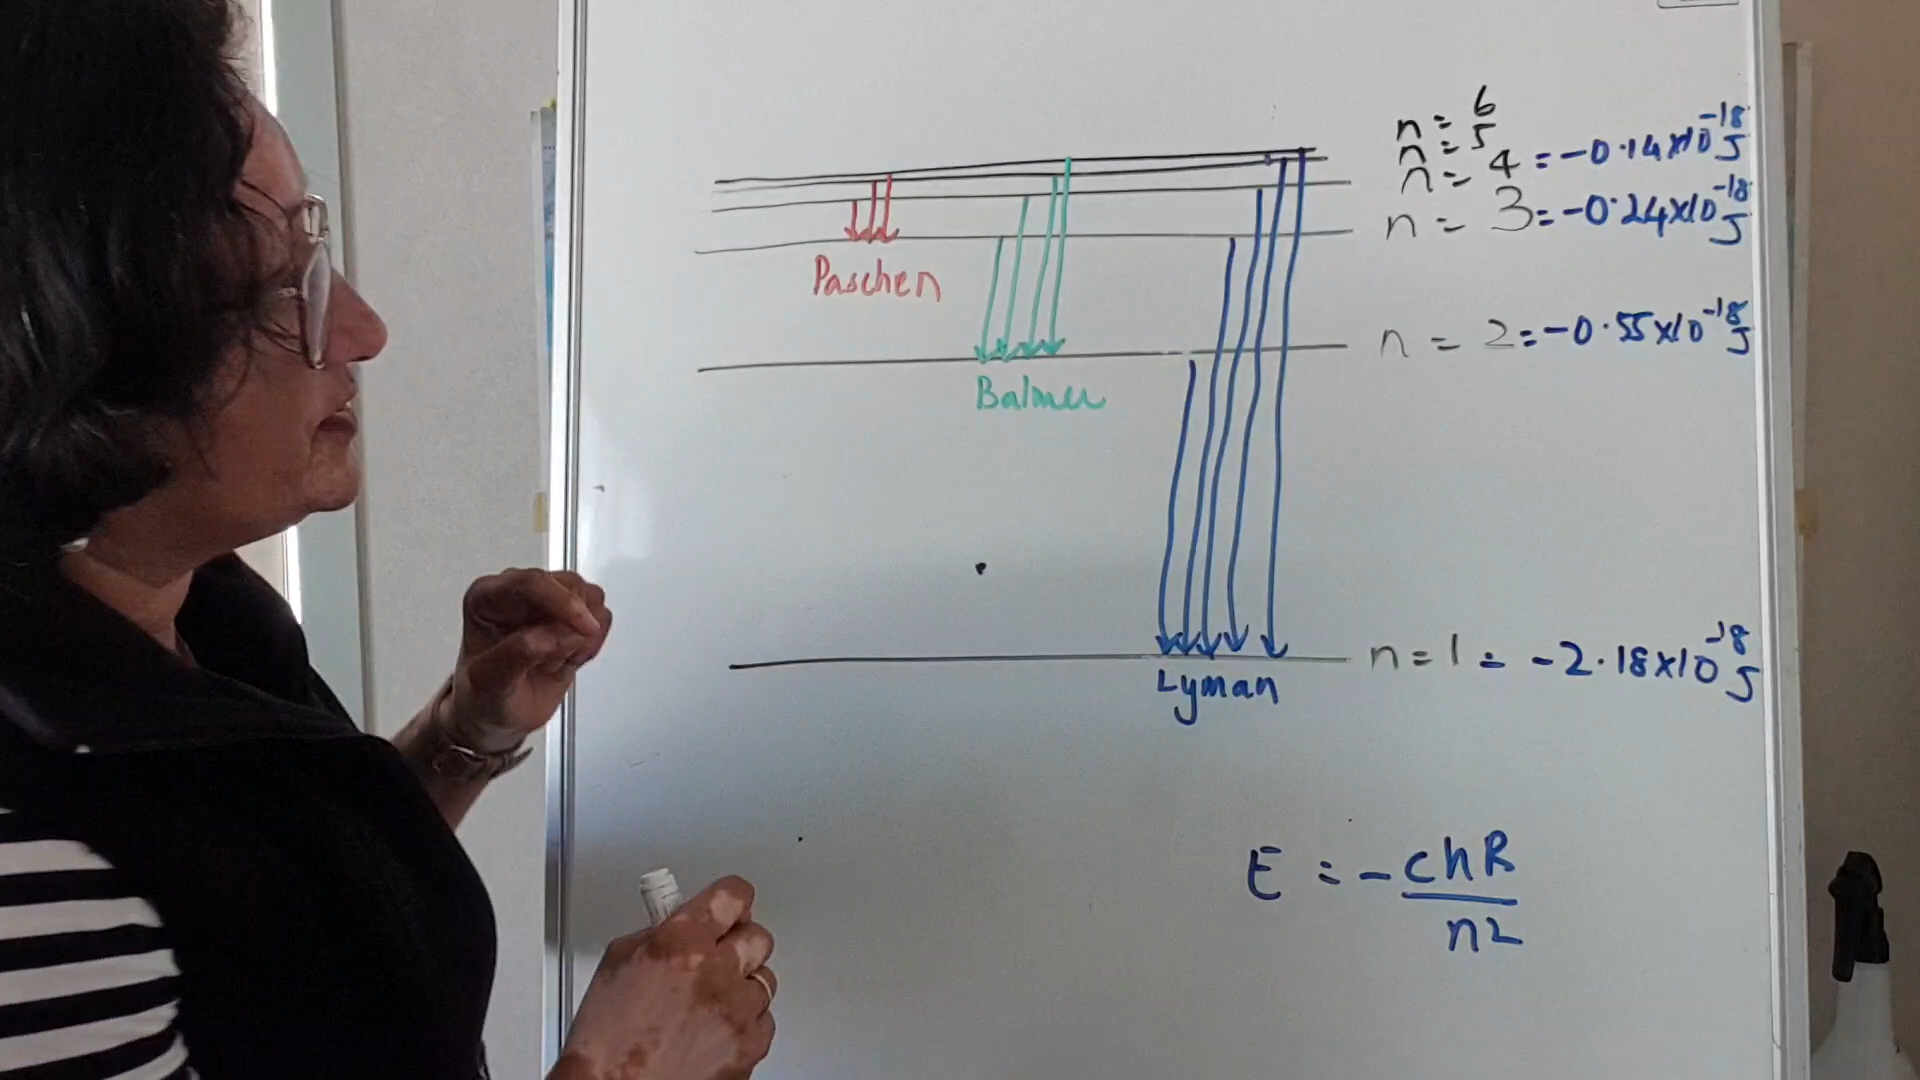 n = 6
n = 5
n = 4 = -0.14x10^-18 J
n = 3 = -0.24x10^-18 J
Paschen
n = 2 = -0.55x10^-18 J
Balmer
n = 1 = -2.18x10^-18 J
Lyman
E = -chR
n2